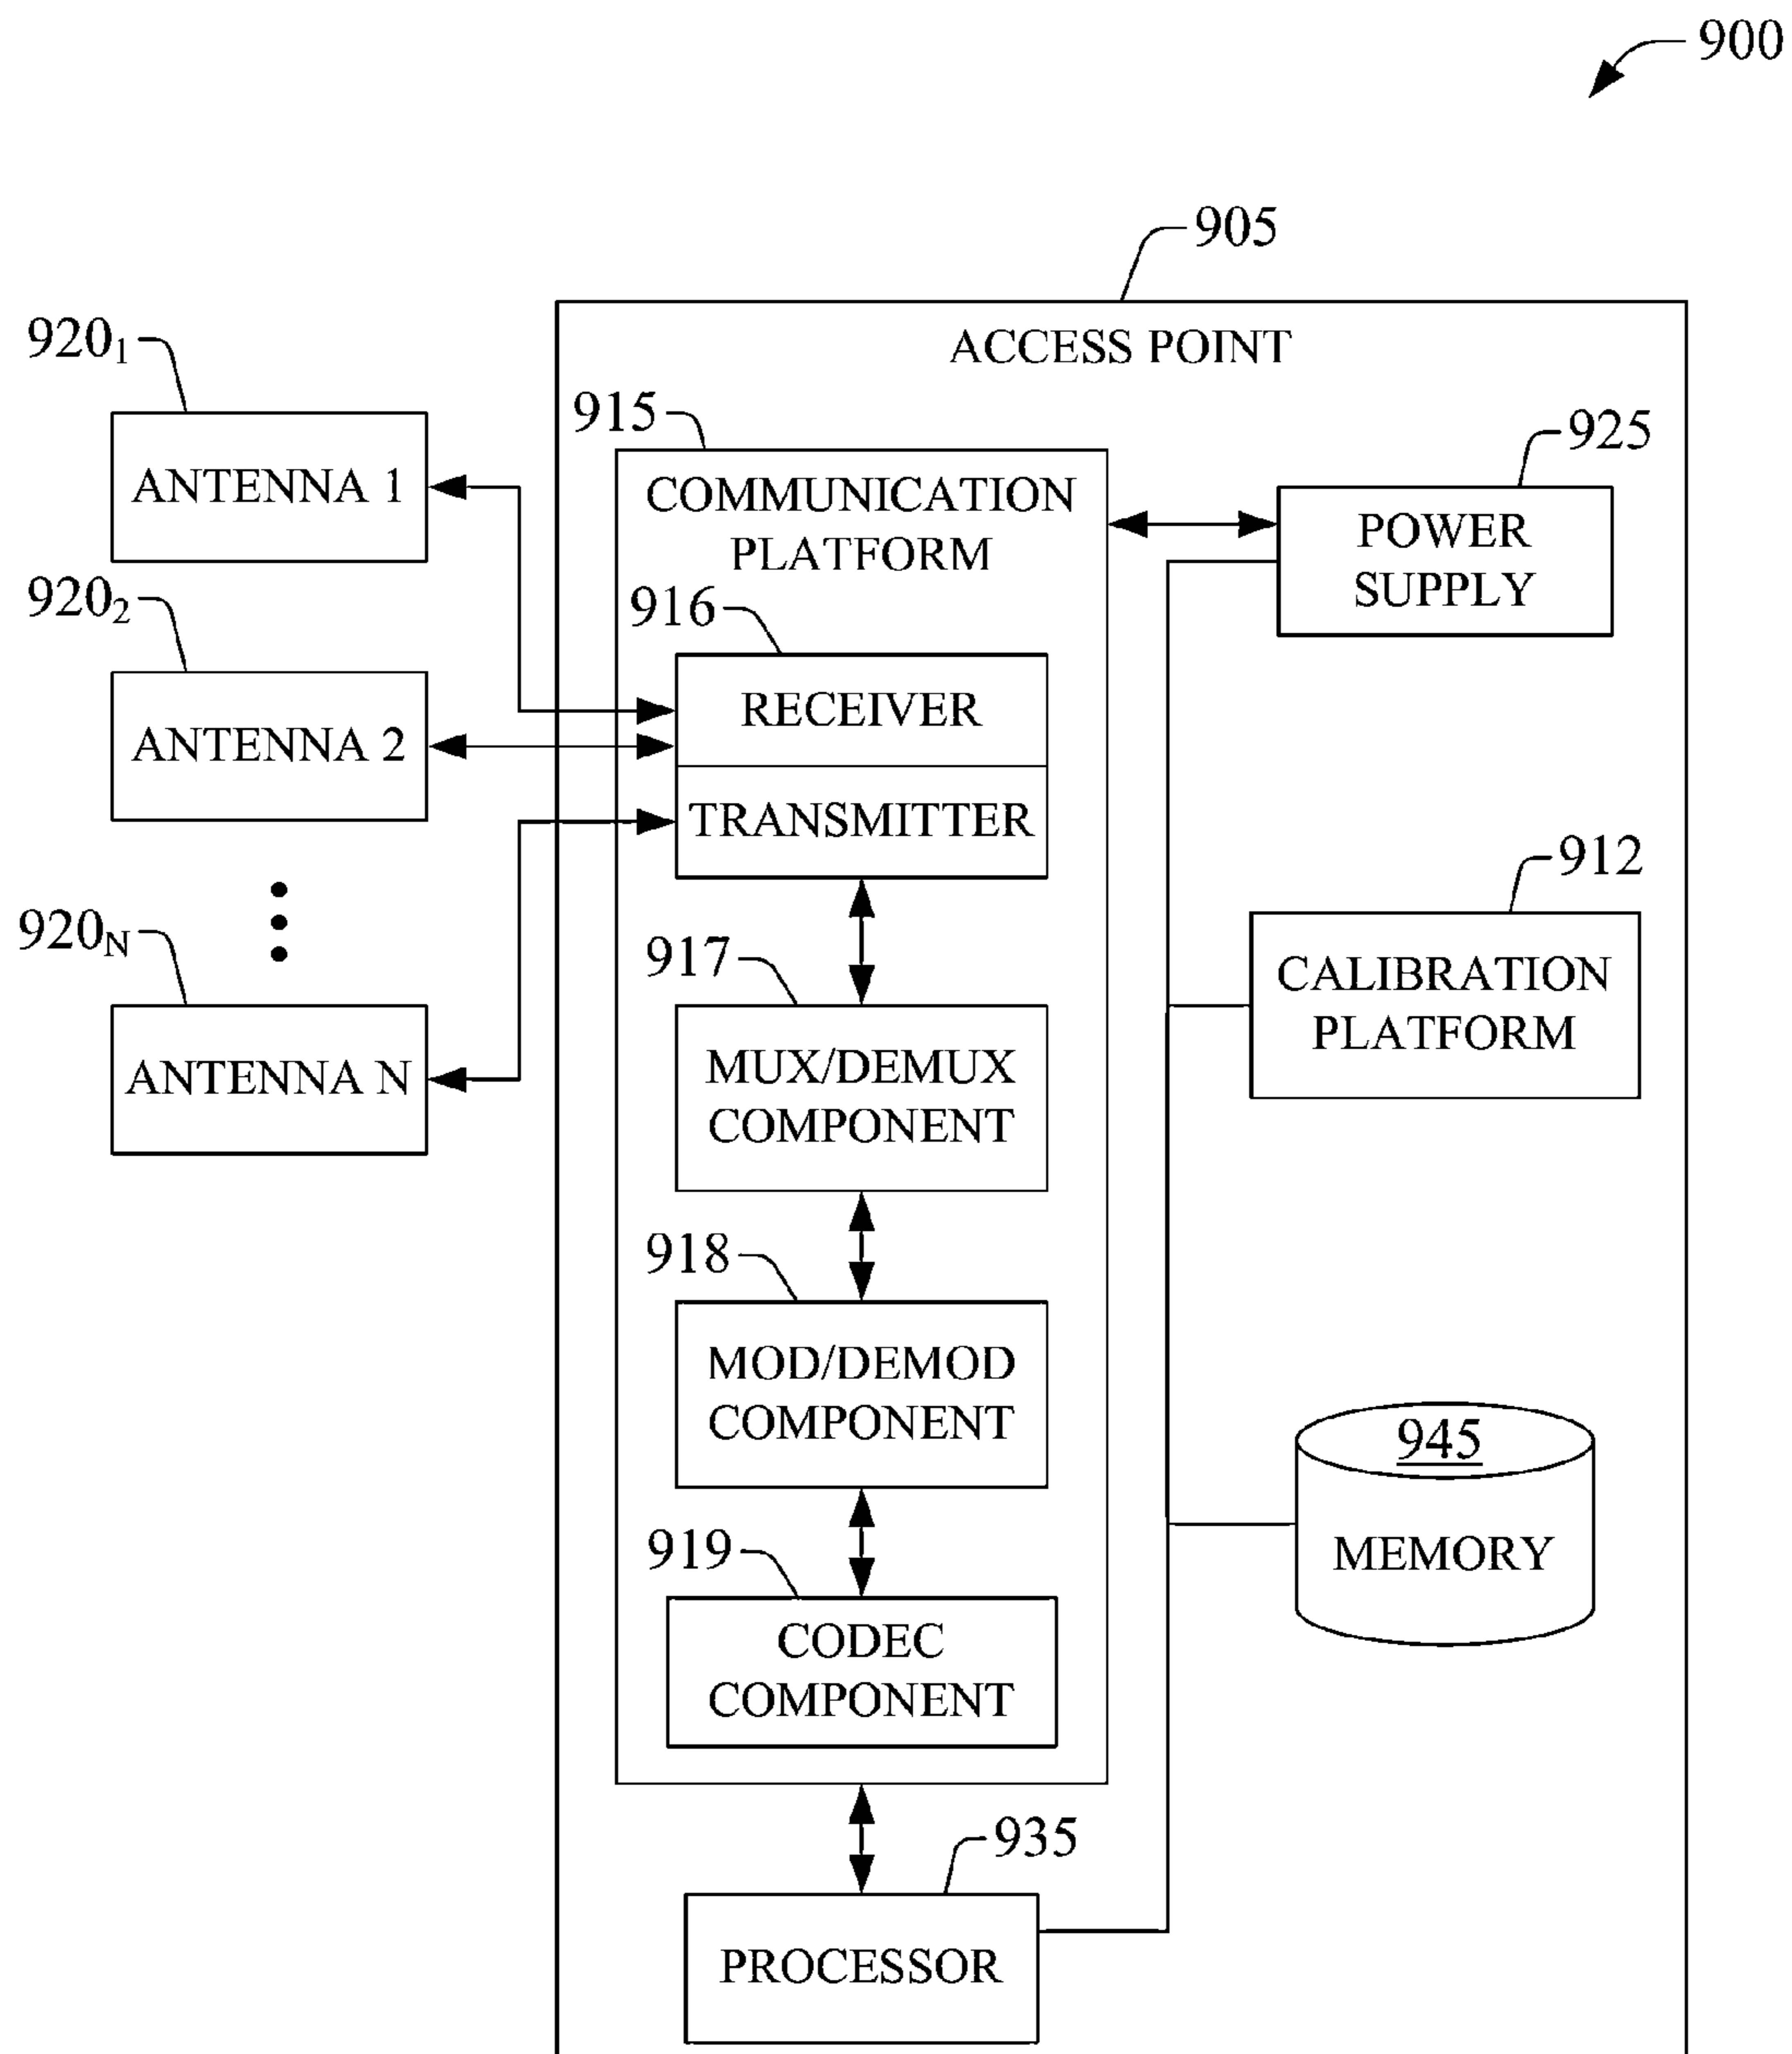 900
905
ACCESS POINT
920₁
915
925
ANTENNA 1
COMMUNICATION
PLATFORM
POWER
SUPPLY
920₂
916
ANTENNA 2
RECEIVER
TRANSMITTER
912
920_N
917
CALIBRATION
PLATFORM
ANTENNA N
MUX/DEMUX
COMPONENT
918
MOD/DEMOD
COMPONENT
945
MEMORY
919
CODEC
COMPONENT
935
PROCESSOR